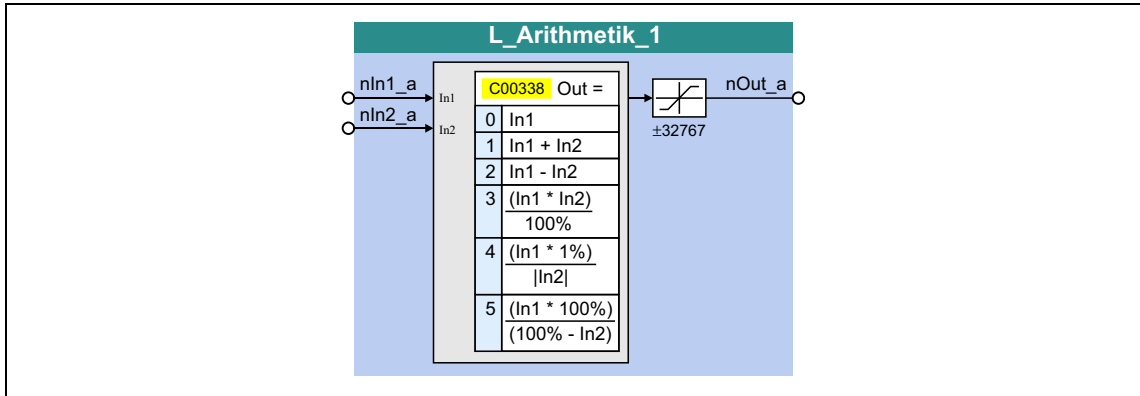 L_Arithmetik_1
nIn1_a
nIn2_a
In1
In2
C00338 Out =
0 In1
1 In1 + In2
2 In1 - In2
3 (In1 * In2)
100%
4 (In1 * 1%)
|In2|
5 (In1 * 100%)
(100% - In2)
±32767
nOut_a